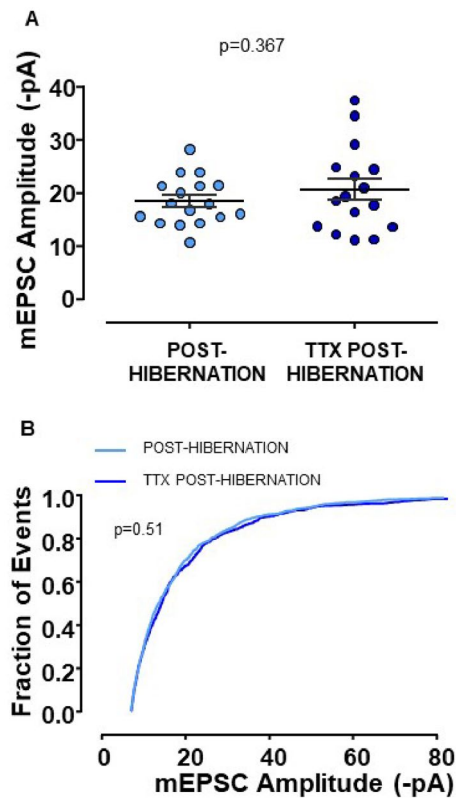 A
p=0.367
mEPSC Amplitude (-pA)
40
30
20
10
0
POST-
HIBERNATION
TTX POST-
HIBERNATION
B
POST-HIBERNATION
TTX POST-HIBERNATION
p=0.51
Fraction of Events
1.0
0.8
0.6
0.4
0.2
0.0
0 20 40 60 80
mEPSC Amplitude (-pA)